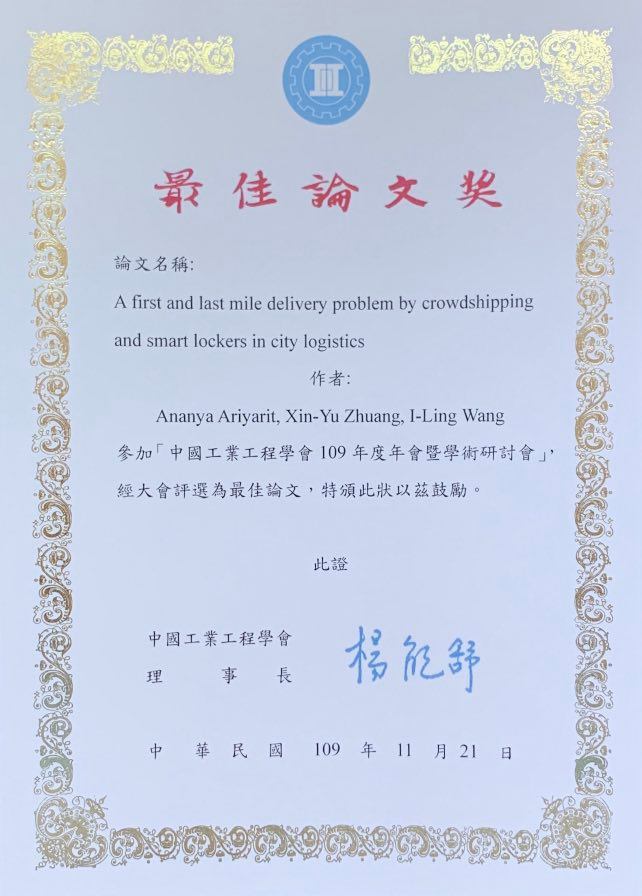 最佳論文奖
論文名稱:
A first and last mile delivery problem by crowdshipping
and smart lockers in city logistics
作者:
Ananya Ariyarit, Xin-Yu Zhuang, I-Ling Wang
參加「中國工業工程學會 109 年度年會暨學術研討會」,
經大會評選為最佳論文，特頒此狀以茲鼓勵。
此證
中國工業工程學會
理事長 楊能舒
中華民國 109 年 11 月 21 日